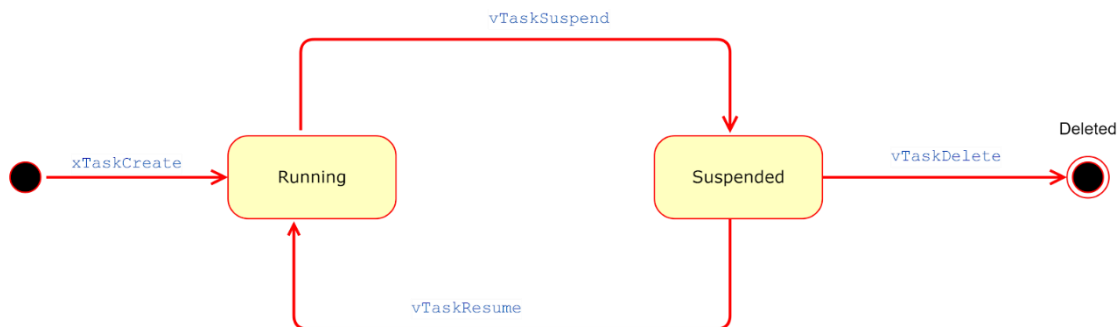 vTaskSuspend
Deleted
xTaskCreate
Running
Suspended
vTaskDelete
vTaskResume